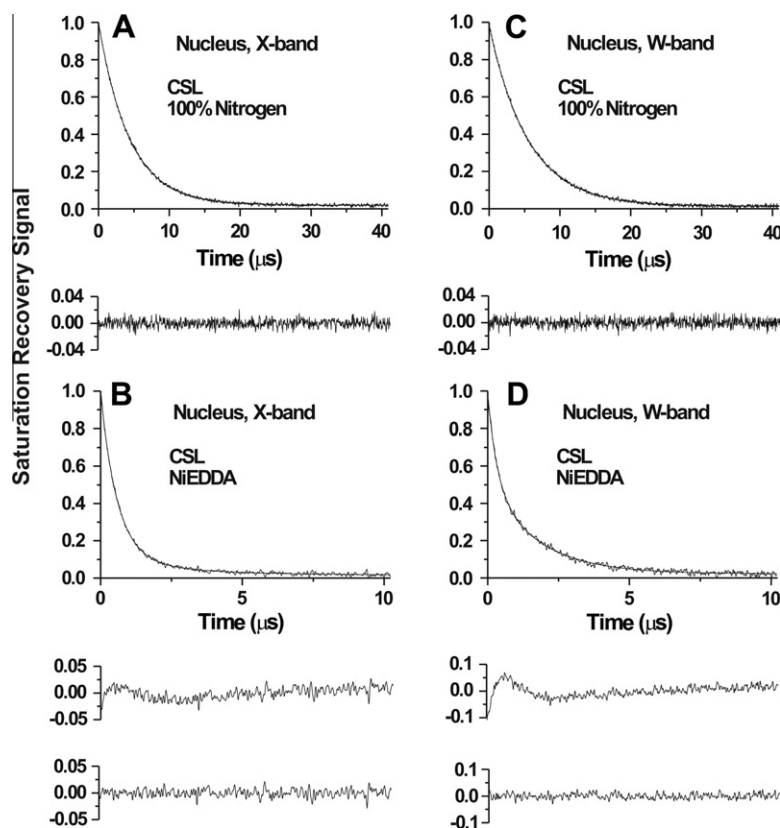 Saturation Recovery Signal
A
Nucleus, X-band
CSL
100% Nitrogen
1.0
0.8
0.6
0.4
0.2
0.0
0 10 20 30 40
Time (μs)
0.04
0.00
-0.04
C
Nucleus, W-band
CSL
100% Nitrogen
1.0
0.8
0.6
0.4
0.2
0.0
0 10 20 30 40
Time (μs)
0.04
0.00
-0.04
B
Nucleus, X-band
CSL
NiEDDA
1.0
0.8
0.6
0.4
0.2
0.0
0 5 10
Time (μs)
0.05
0.00
-0.05
0.05
0.00
-0.05
D
Nucleus, W-band
CSL
NiEDDA
1.0
0.8
0.6
0.4
0.2
0.0
0 5 10
Time (μs)
0.1
0.0
-0.1
0.1
0.0
-0.1